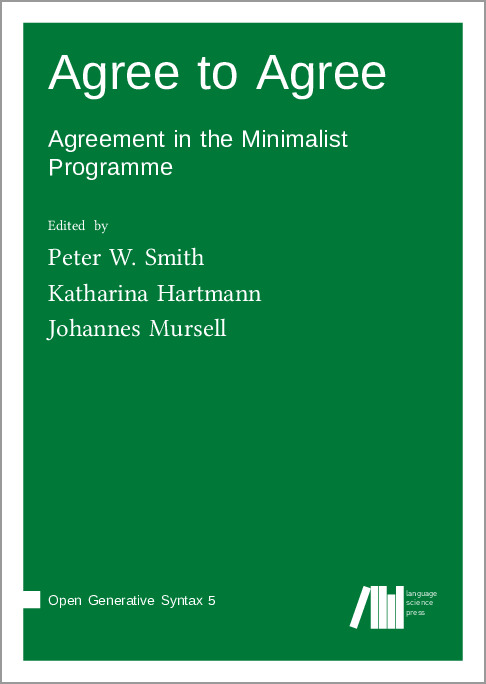 Agree to Agree
Agreement in the Minimalist
Programme
Edited by
Peter W. Smith
Katharina Hartmann
Johannes Mursell
Open Generative Syntax 5
language
science
press